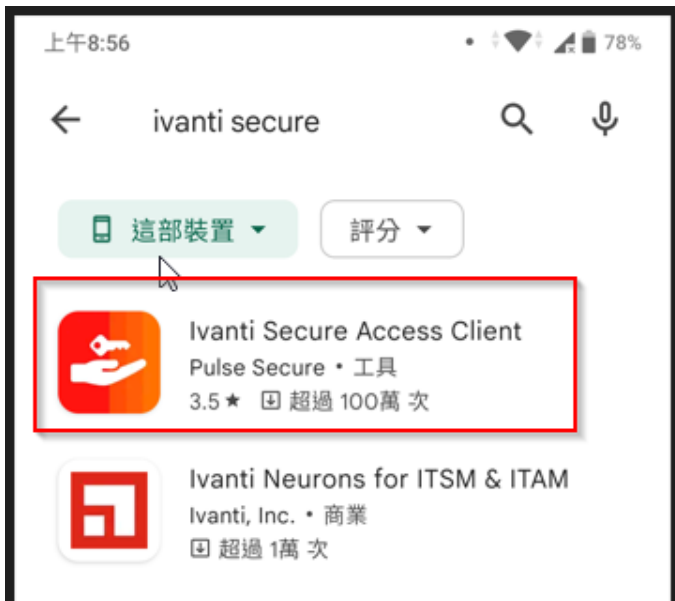 上午8:56
78%
ivanti secure
這部裝置
評分
Ivanti Secure Access Client
Pulse Secure • 工具
3.5★ 超過 100萬 次
Ivanti Neurons for ITSM & ITAM
Ivanti, Inc. • 商業
超過 1萬 次